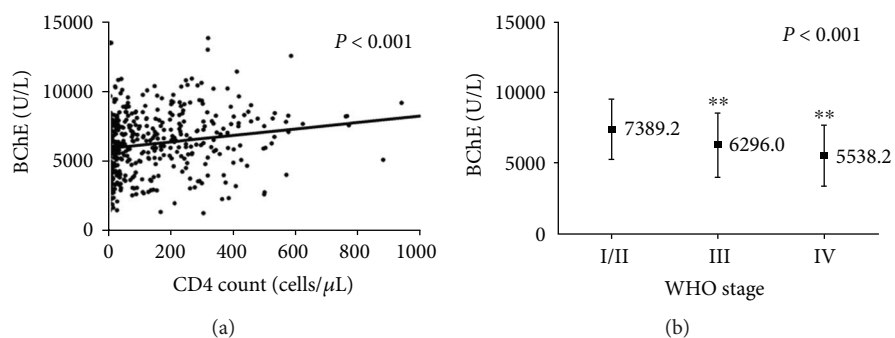 15000
10000
5000
0
BChE (U/L)
P < 0.001
0 200 400 600 800 1000
CD4 count (cells/μL)
(a)
15000
10000
5000
0
BChE (U/L)
P < 0.001
**
**
7389.2
6296.0
5538.2
I/II III IV
WHO stage
(b)